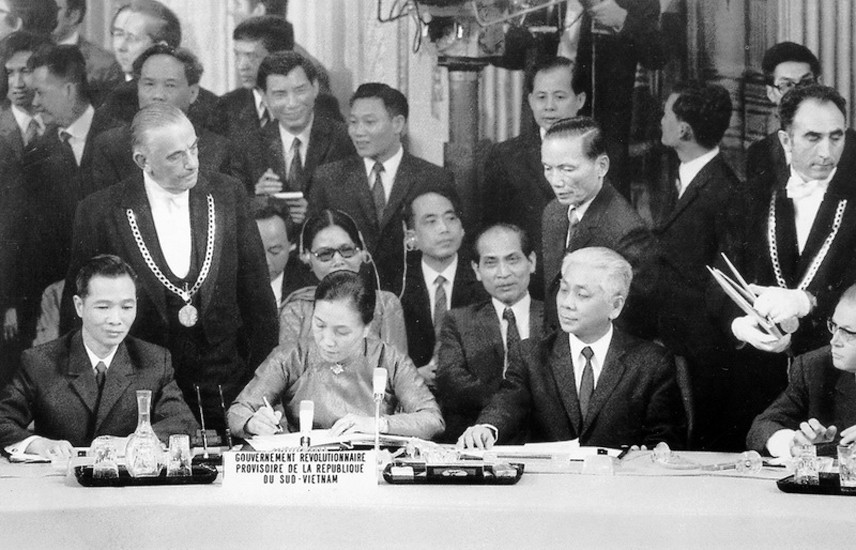 GOUVERNEMENT REVOLUTIONNAIRE
PROVISOIRE DE LA REPUBLIQUE
DU SUD-VIETNAM